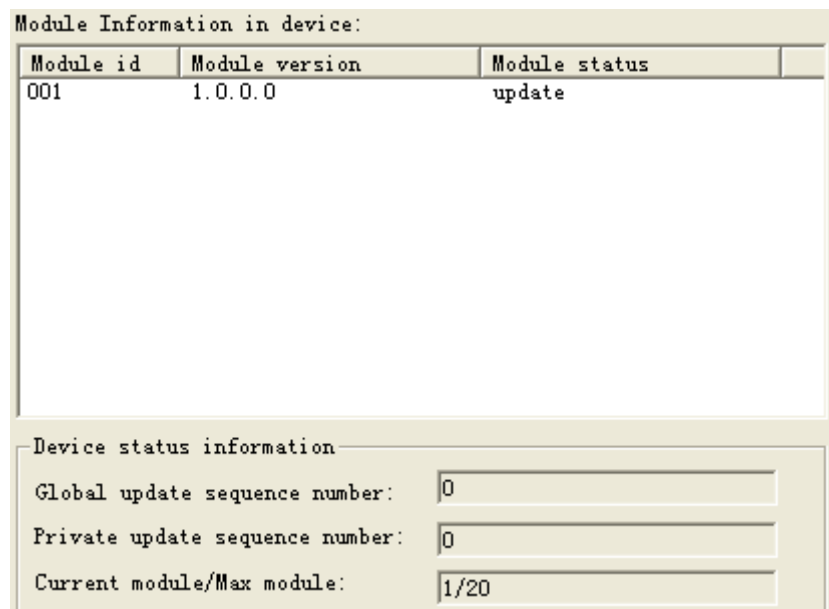 Module Information in device:
Module id Module version Module status
001 1.0.0.0 update
Device status information
Global update sequence number: 0
Private update sequence number: 0
Current module/Max module: 1/20